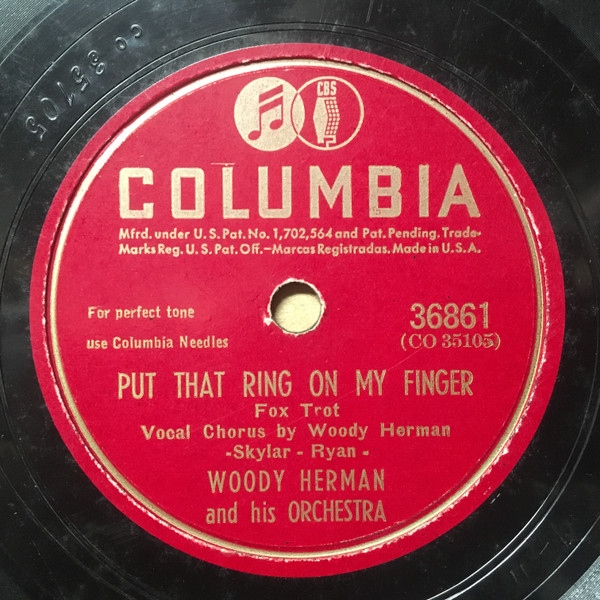 CO 35105
CBS
COLUMBIA
Mfrd. under U.S. Pat. No. 1,702,564 and Pat. Pending. Trade-
Marks Reg. U.S. Pat. Off.—Marcas Registradas. Made in U.S.A.
For perfect tone
use Columbia Needles
36861
(CO 35105)
PUT THAT RING ON MY FINGER
Fox Trot
Vocal Chorus by Woody Herman
-Skylar - Ryan -
WOODY HERMAN
and his ORCHESTRA